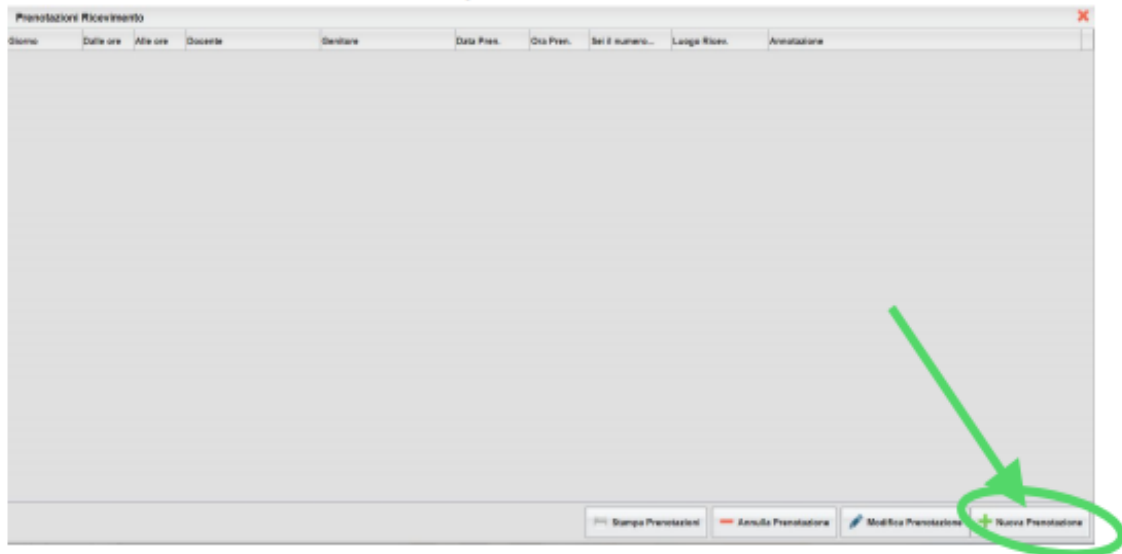 Prenotazioni Ricevimento
Giorno Dalle ore Alle ore Docente Genitore Data Pren. Ora Pren. Sei il numero... Luogo Ricev. Annotazione
Stampa Prenotazioni Annulla Prenotazione Modifica Prenotazione Nuova Prenotazione